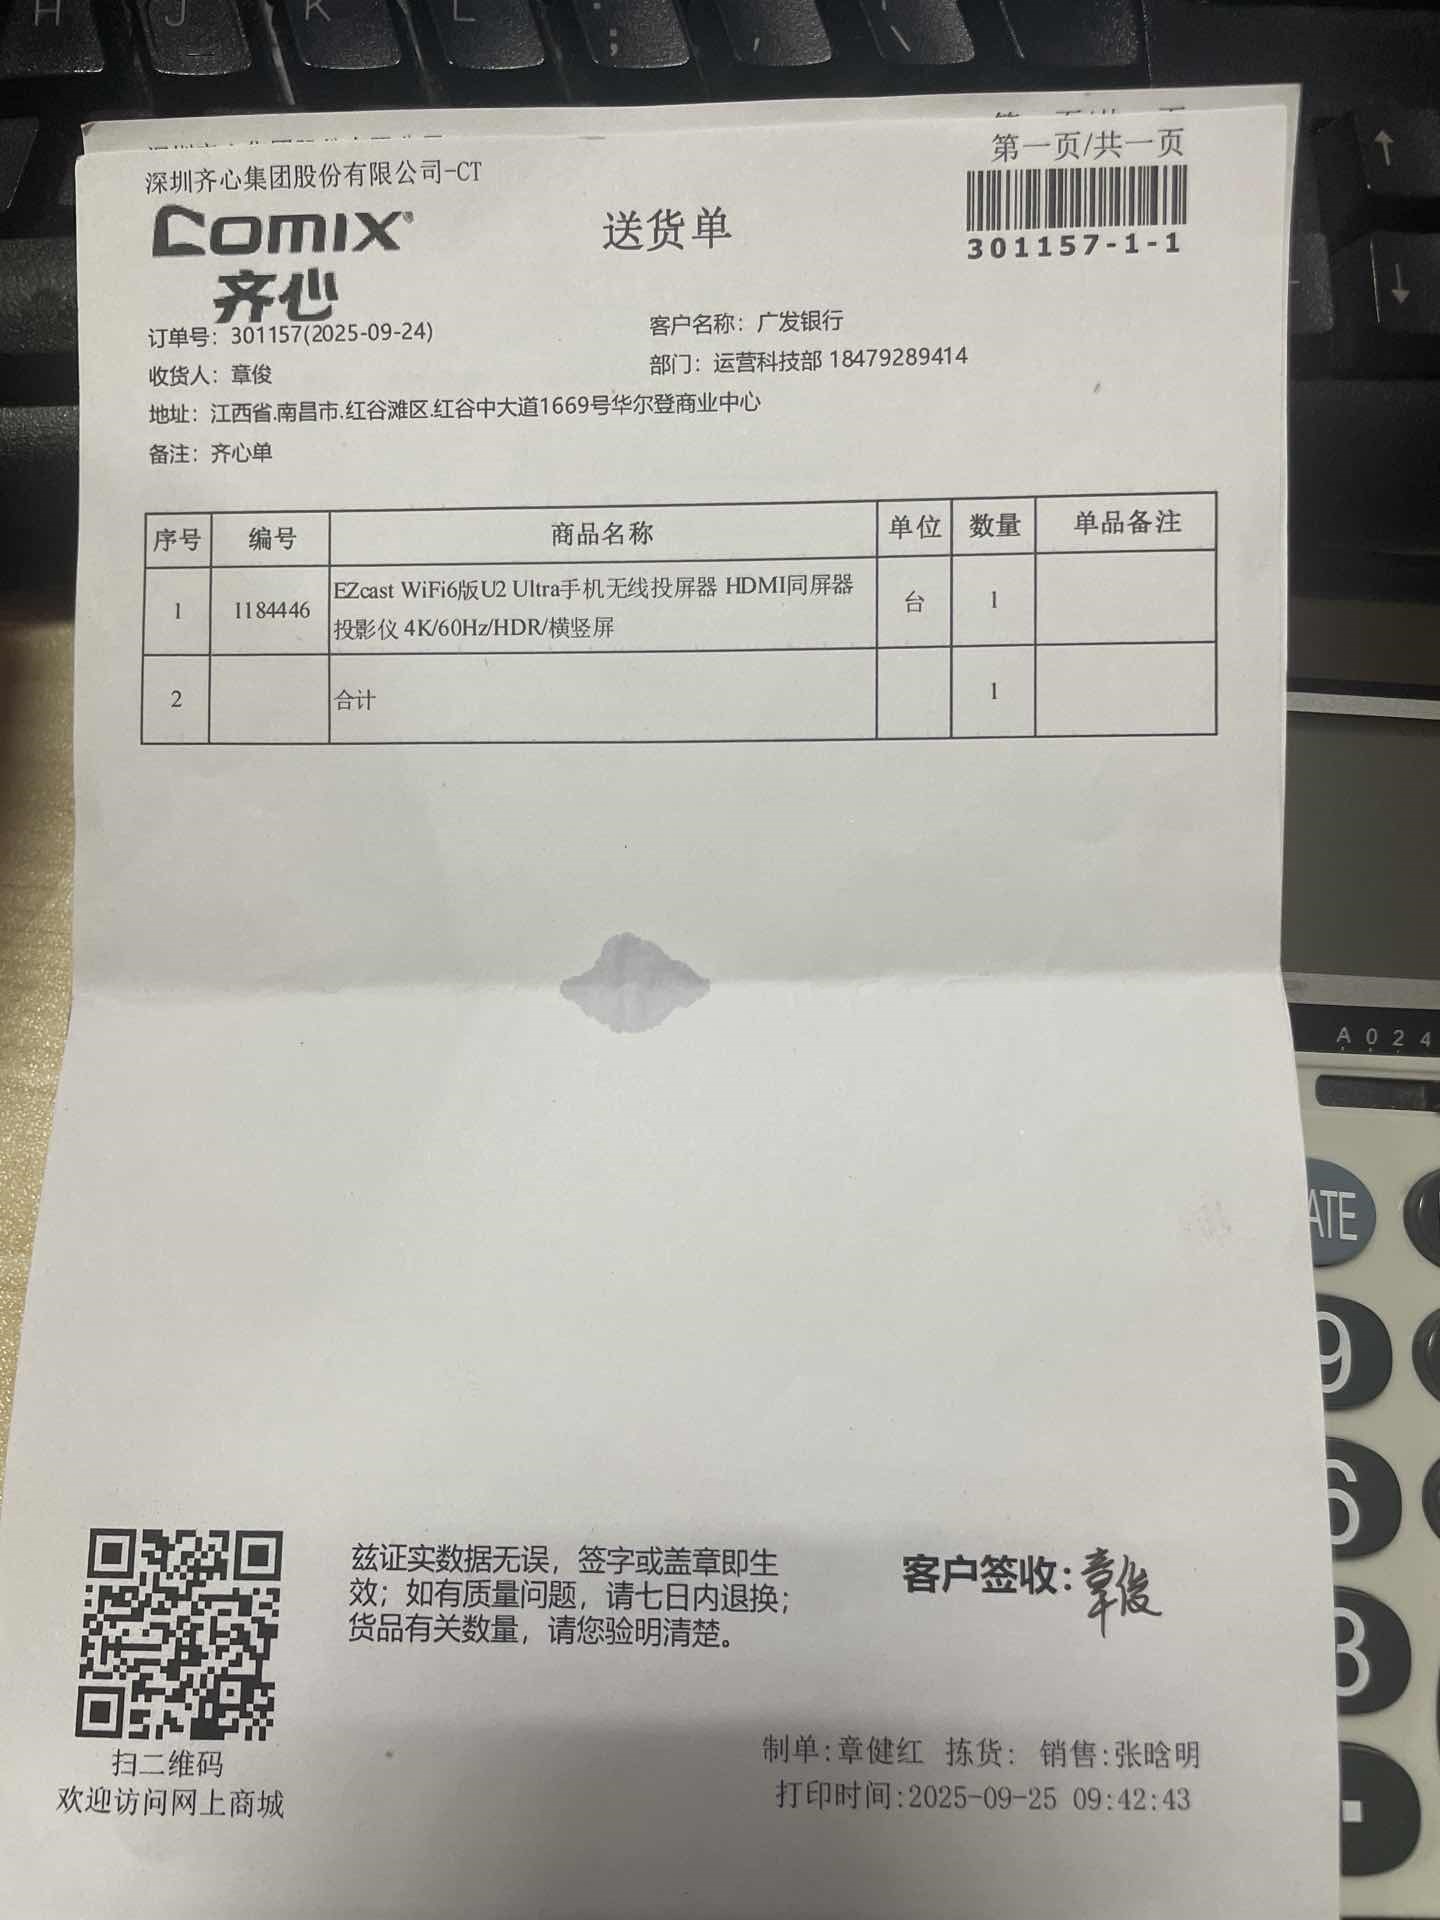 H
J
K
L
第一页/共一页
深圳齐心集团股份有限公司-CT
COMIX
齐心
送货单
301157-1-1
订单号：301157(2025-09-24)
客户名称：广发银行
收货人：章俊
部门：运营科技部 18479289414
地址：江西省.南昌市.红谷滩区.红谷中大道1669号华尔登商业中心
备注：齐心单
序号 编号 商品名称 单位 数量 单品备注
1 1184446 EZcast WiFi6版U2 Ultra手机无线投屏器 HDMI同屏器 台 1
投影仪 4K/60Hz/HDR/横竖屏
2 合计 1
A 0 2 4
ATE
9
6
3
兹证实数据无误，签字或盖章即生
效；如有质量问题，请七日内退换；
货品有关数量，请您验明清楚。
客户签收：章俊
扫二维码
欢迎访问网上商城
制单:章健红 拣货: 销售:张晗明
打印时间:2025-09-25 09:42:43